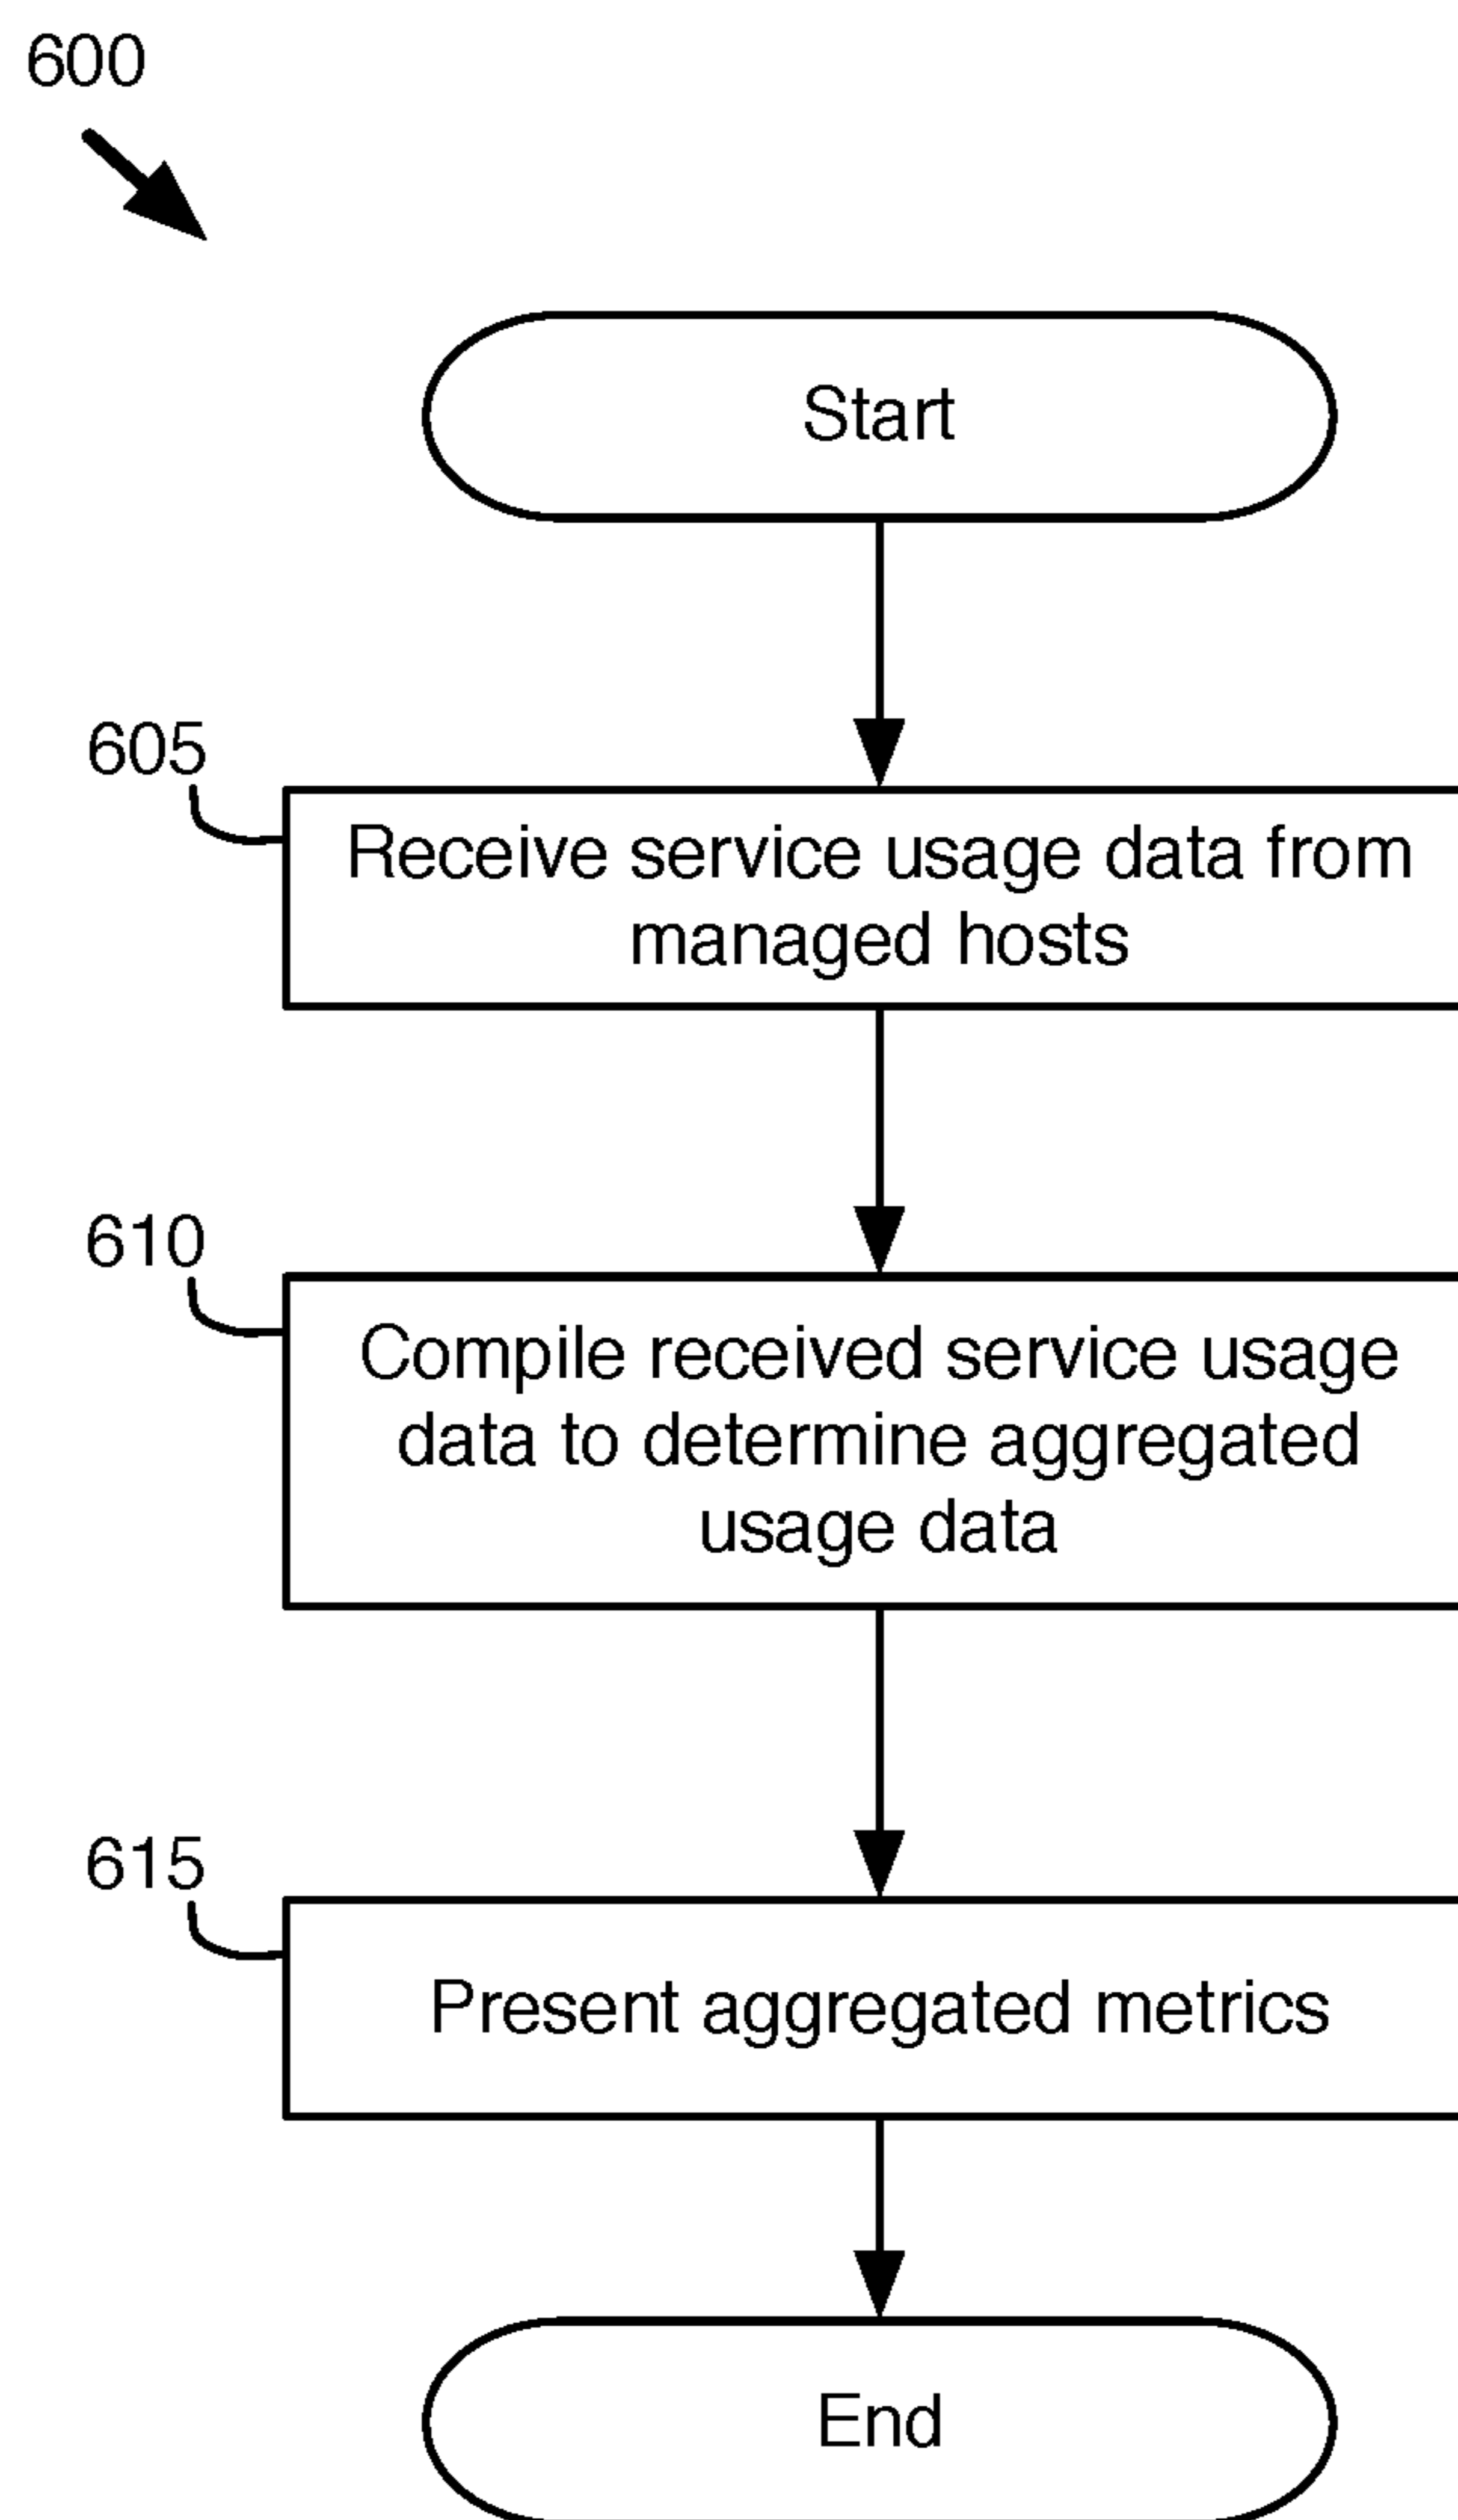 600
Start
605
Receive service usage data from
managed hosts
610
Compile received service usage
data to determine aggregated
usage data
615
Present aggregated metrics
End